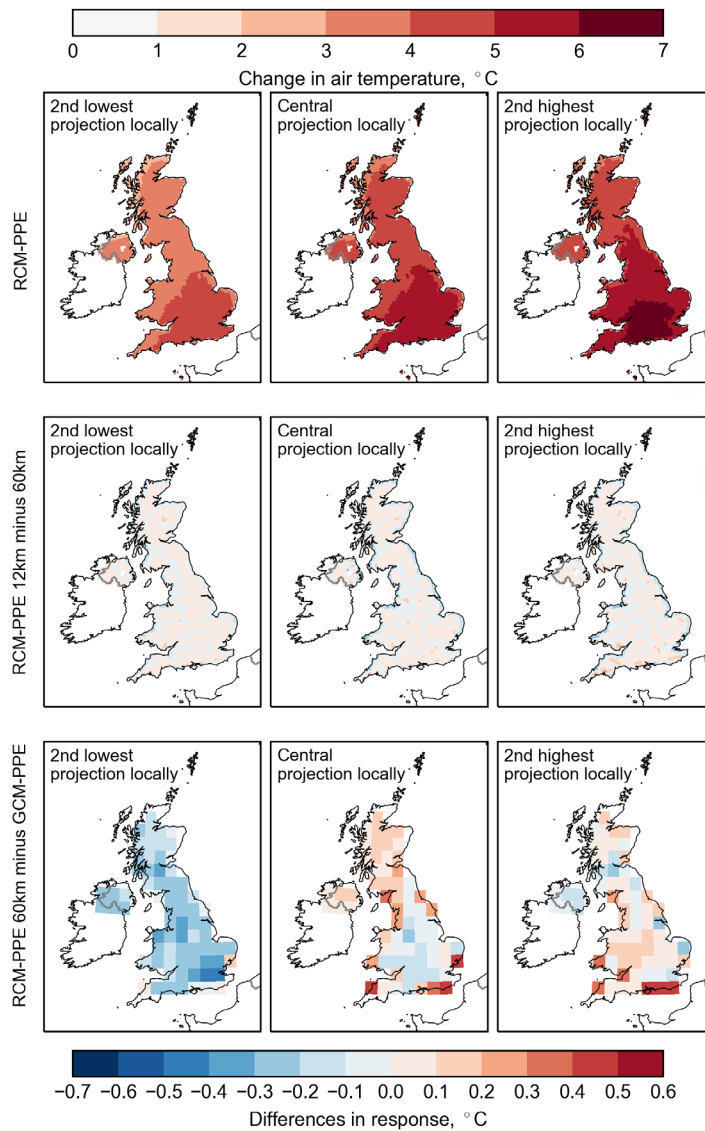 0 1 2 3 4 5 6 7
Change in air temperature, °C
RCM-PPE
2nd lowest
projection locally
Central
projection locally
2nd highest
projection locally
RCM-PPE 12km minus 60km
2nd lowest
projection locally
Central
projection locally
2nd highest
projection locally
RCM-PPE 60km minus GCM-PPE
2nd lowest
projection locally
Central
projection locally
2nd highest
projection locally
−0.7 −0.6 −0.5 −0.4 −0.3 −0.2 −0.1 0.0 0.1 0.2 0.3 0.4 0.5 0.6
Differences in response, °C